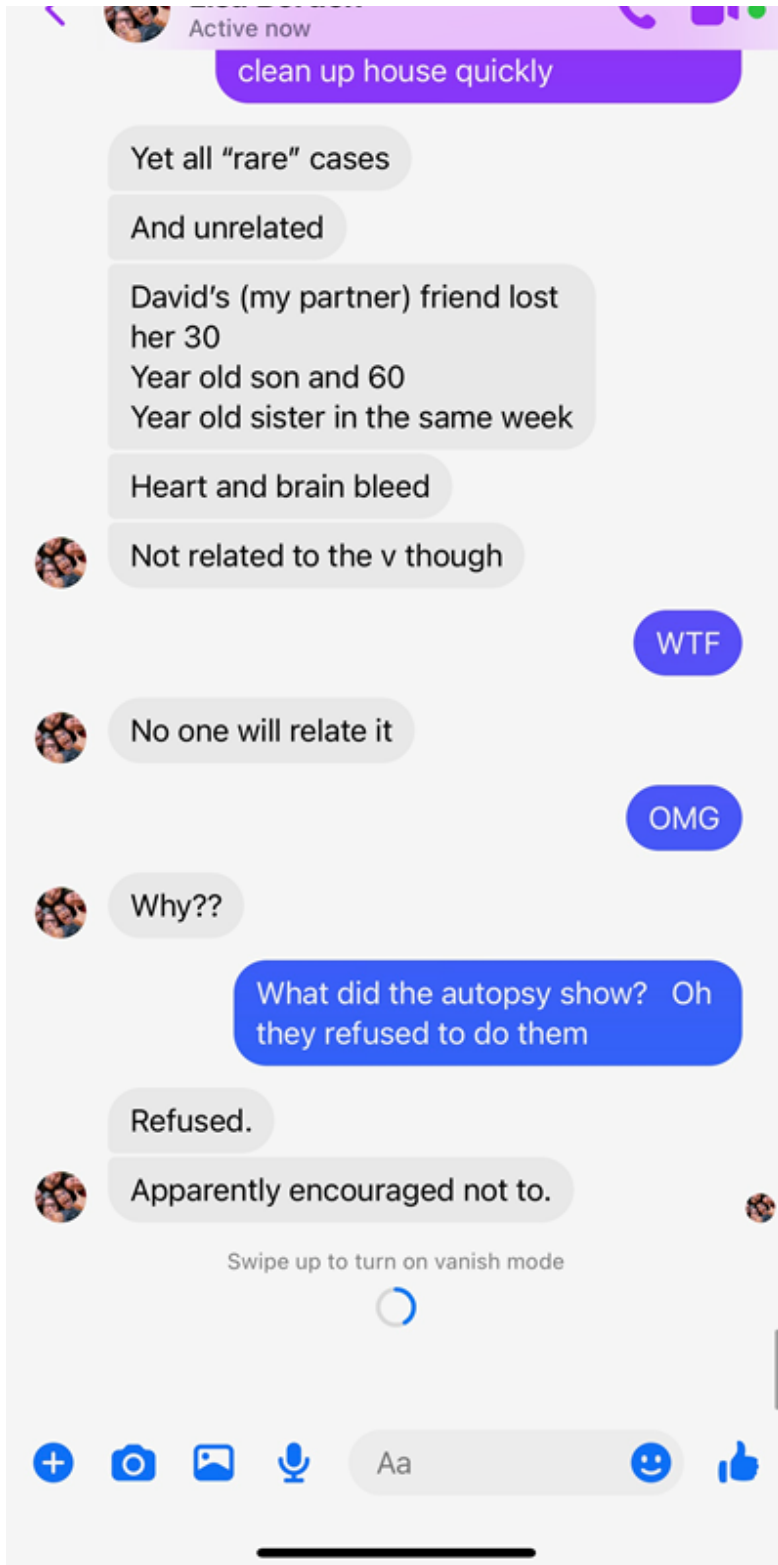 Active now
clean up house quickly
Yet all “rare” cases
And unrelated
David’s (my partner) friend lost
her 30
Year old son and 60
Year old sister in the same week
Heart and brain bleed
Not related to the v though
WTF
No one will relate it
OMG
Why??
What did the autopsy show?   Oh
they refused to do them
Refused.
Apparently encouraged not to.
Swipe up to turn on vanish mode
Aa